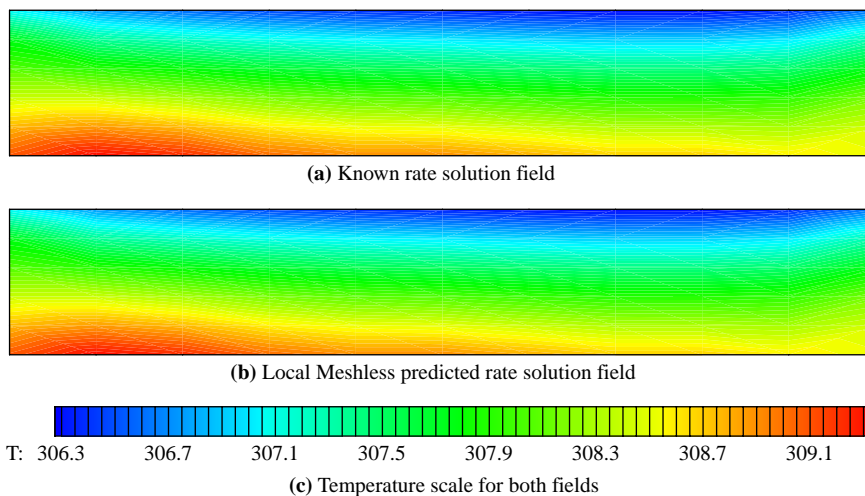 (a) Known rate solution field
(b) Local Meshless predicted rate solution field
T: 306.3 306.7 307.1 307.5 307.9 308.3 308.7 309.1
(c) Temperature scale for both fields